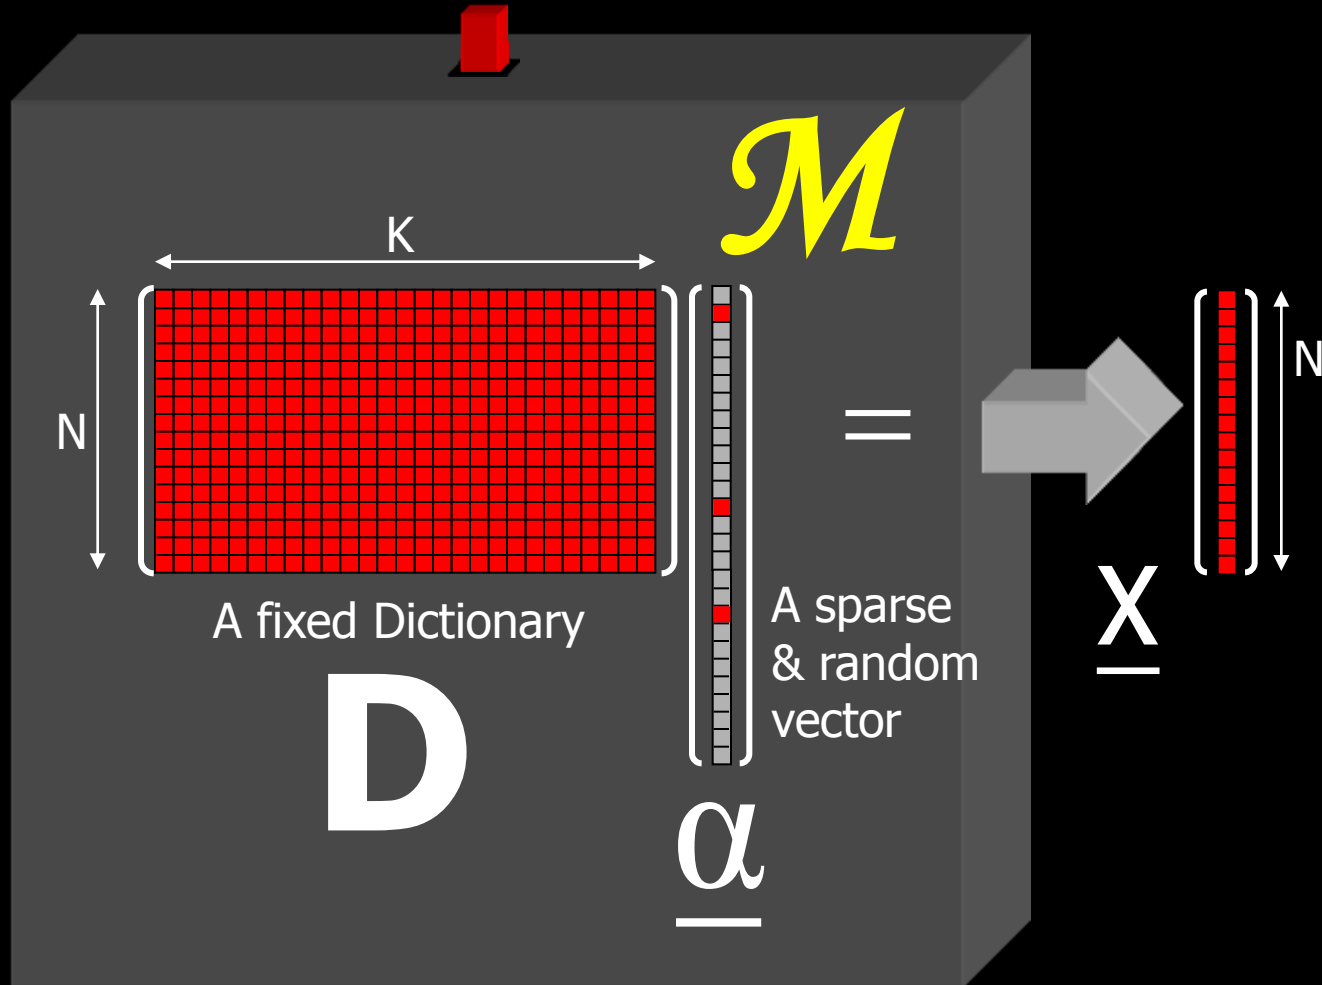 ℳ
K
N
=
N
A fixed Dictionary
D
A sparse
& random
vector
α
x